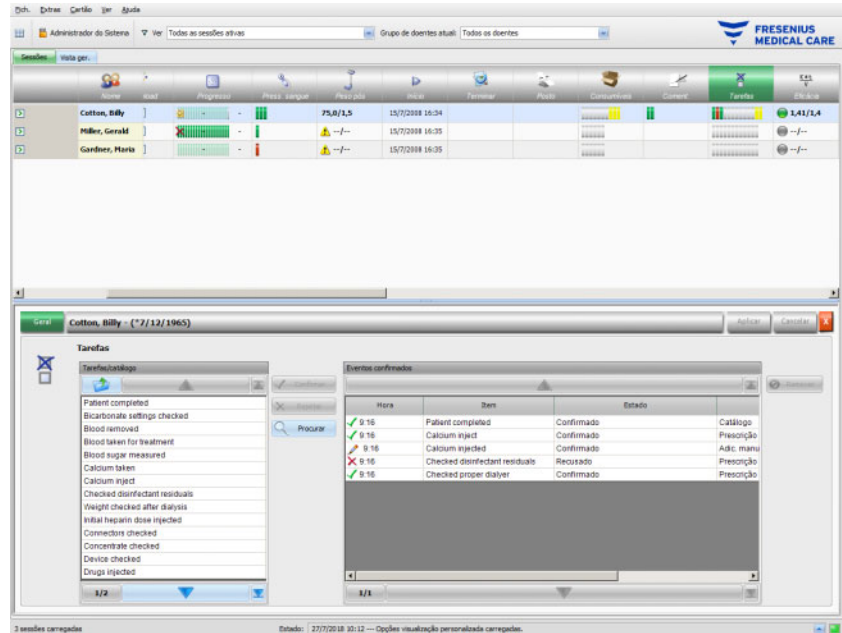 Fich. Extras Cartão Ver Ajuda
Administrador do Sistema Ver Todas as sessões ativas Grupo de doentes atual: Todos os doentes
FRESENIUS
MEDICAL CARE
Sessões Vista ger.
Nome Progresso Press. sangue Peso pós Início Terminar Posto Consumíveis Coment. Tarefas Eficácia
Cotton, Billy - - 75,0/1,5 15/7/2008 16:34 1,41/1,4
Miller, Gerald - - --/-- 15/7/2008 16:35 --/--
Gardner, Maria - - --/-- 15/7/2008 16:35 --/--
Geral Cotton, Billy - (*7/12/1965) Aplicar Cancelar X
Tarefas
Tarefas/catálogo Eventos confirmados
Confirmar
Hora Item Estado
Procurar
Patient completed
Bicarbonate settings checked
Blood removed
Blood taken for treatment
Blood sugar measured
Calcium taken
Calcium inject
Checked disinfectant residuals
Weight checked after dialysis
Initial heparin dose injected
Connectors checked
Concentrate checked
Device checked
Drugs injected
9:16 Patient completed Confirmado Catálogo
9:16 Calcium inject Confirmado Prescrição
9:16 Calcium injected Confirmado Adic. manu
9:16 Checked disinfectant residuals Recusado Prescrição
9:16 Checked proper dialyer Confirmado Prescrição
1/2 1/1
3 sessões carregadas Estado: 27/7/2018 10:12 --- Opções visualização personalizada carregadas.